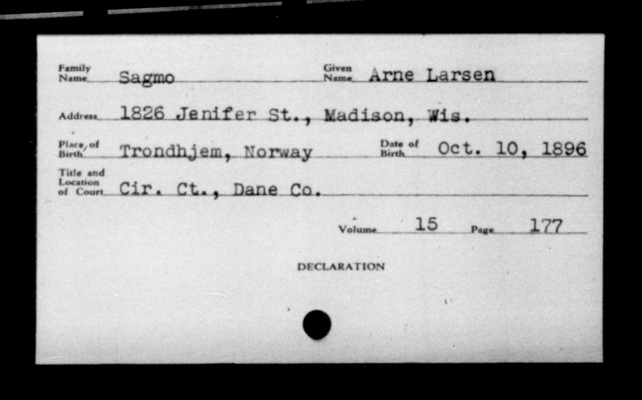 Family Name Sagmo Given Name Arne Larsen
Address 1826 Jenifer St., Madison, Wis.
Place of Birth Trondhjem, Norway Date of Birth Oct. 10, 1896
Title and Location of Court Cir. Ct., Dane Co.
Volume 15 Page 177
DECLARATION